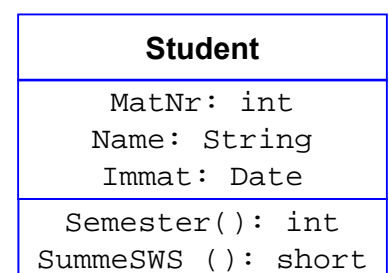 Student
MatNr: int
Name: String
Immat: Date
Semester(): int
SummeSWS (): short